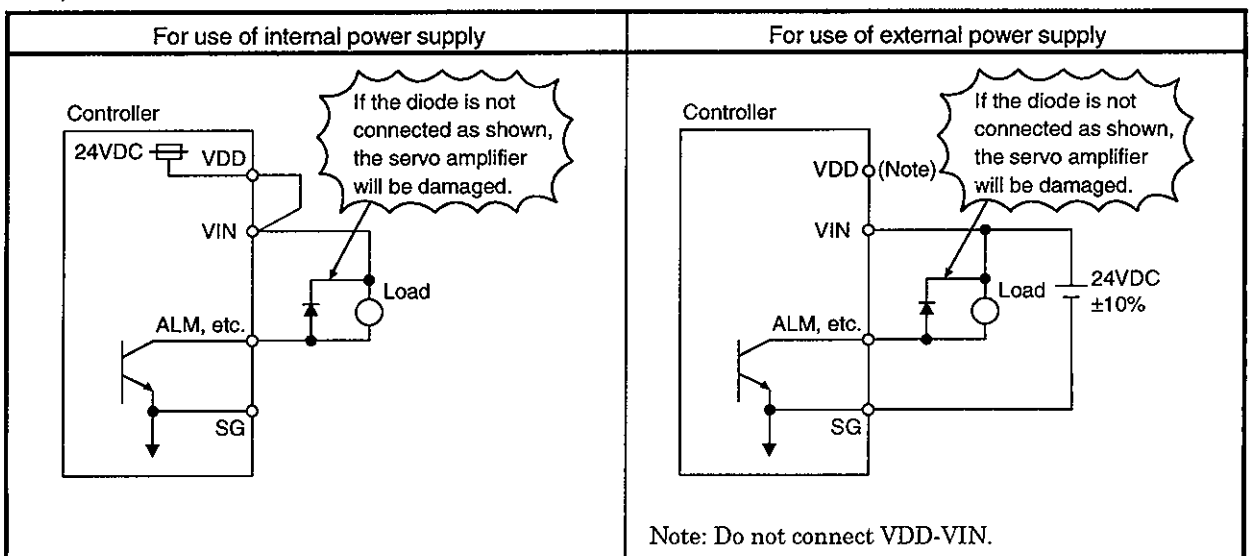 For use of internal power supply
For use of external power supply
If the diode is not
connected as shown,
the servo amplifier
will be damaged.
Controller
24VDC
VDD
VIN
Load
ALM, etc.
SG
If the diode is not
connected as shown,
the servo amplifier
will be damaged.
Controller
VDD (Note)
VIN
Load
24VDC
±10%
ALM, etc.
SG
Note: Do not connect VDD-VIN.